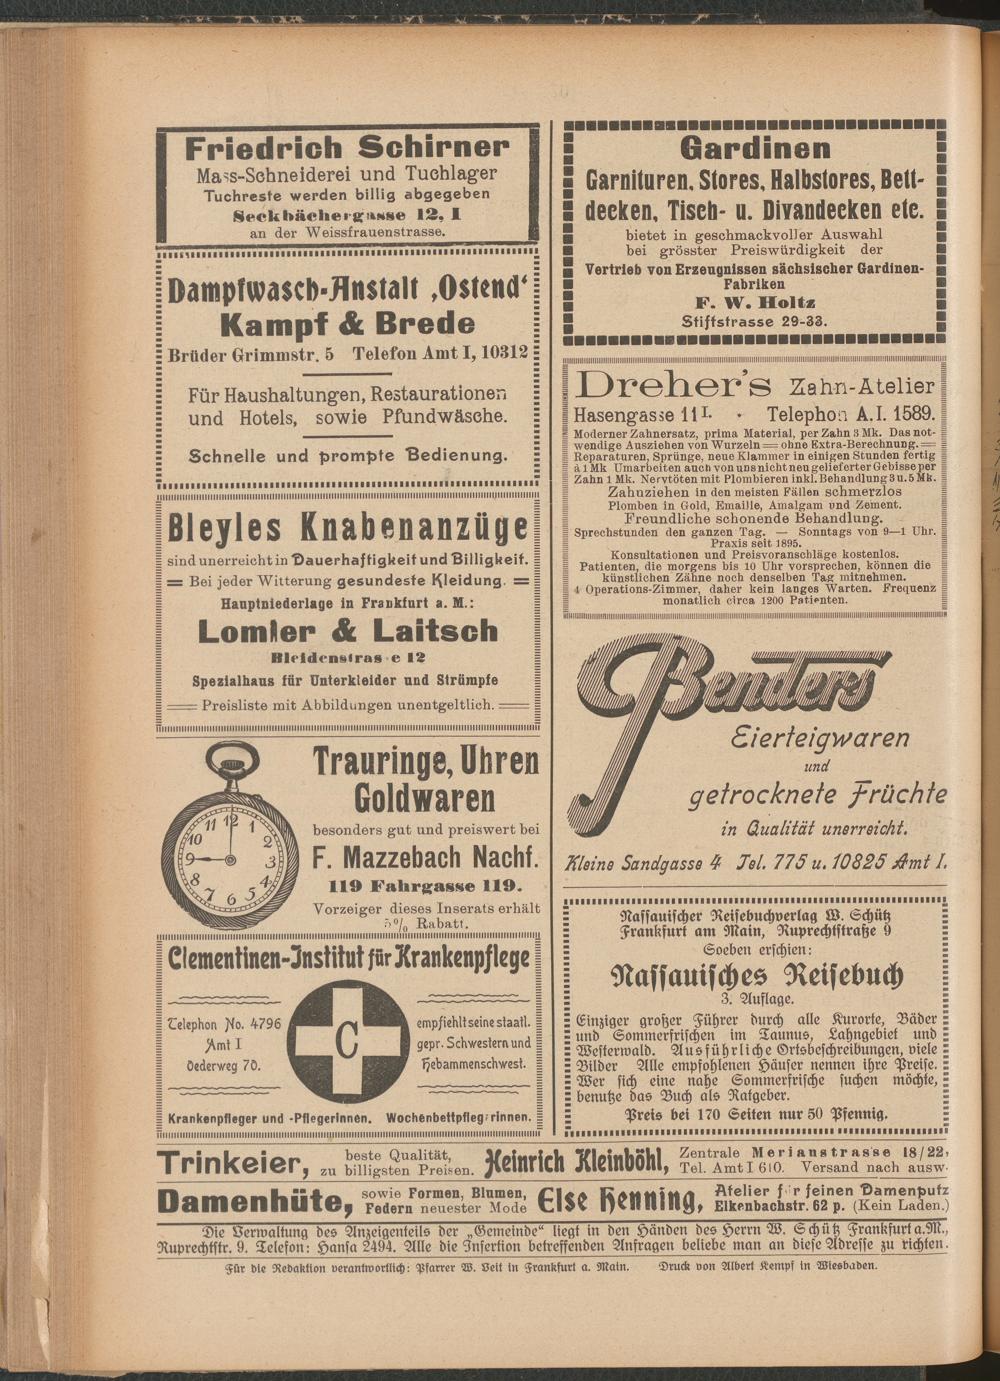 Friedrich Schirner
Mass-Schneiderei und Tuchlager
Tuchreste werden billig abgegeben
Seckbächergasse 12, I
an der Weissfrauenstrasse.
Dampfwasch-Anstalt ‚Ostend‘
Kampf & Brede
Brüder Grimmstr. 5 Telefon Amt I, 10312
Für Haushaltungen, Restaurationen
und Hotels, sowie Pfundwäsche.
Schnelle und prompte Bedienung.
Bleyles Knabenanzüge
sind unerreicht in Dauerhaftigkeit und Billigkeit.
Bei jeder Witterung gesundeste Kleidung.
Hauptniederlage in Frankfurt a. M.:
Lomler & Laitsch
Bleidenstrasse 12
Spezialhaus für Unterkleider und Strümpfe
Preisliste mit Abbildungen unentgeltlich.
11 12 1
10 2
9 3
8 4
7 6 5
Trauringe, Uhren
Goldwaren
besonders gut und preiswert bei
F. Mazzebach Nachf.
119 Fahrgasse 119.
Vorzeiger dieses Inserats erhält
5% Rabatt.
Clementinen-Institut für Krankenpflege
Telephon No. 4796
Amt I
Oederweg 70.
C
empfiehlt seine staatl.
gepr. Schwestern und
Hebammenschwest.
Krankenpfleger und -Pflegerinnen. Wochenbettpflegerinnen.
Gardinen
Garnituren, Stores, Halbstores, Bett-
decken, Tisch- u. Divandecken etc.
bietet in geschmackvoller Auswahl
bei grösster Preiswürdigkeit der
Vertrieb von Erzeugnissen sächsischer Gardinen-
Fabriken
F. W. Holtz
Stiftstrasse 29-33.
Dreher's Zahn-Atelier
Hasengasse 11 I. · Telephon A. I. 1589.
Moderner Zahnersatz, prima Material, per Zahn 3 Mk. Das not-
wendige Ausziehen von Wurzeln = ohne Extra-Berechnung. =
Reparaturen, Sprünge, neue Klammer in einigen Stunden fertig
à 1 Mk Umarbeiten auch von uns nicht neu gelieferter Gebisse per
Zahn 1 Mk. Nervtöten mit Plombieren inkl. Behandlung 3 u. 5 Mk.
Zahnziehen in den meisten Fällen schmerzlos
Plomben in Gold, Emaille, Amalgam und Zement.
Freundliche schonende Behandlung.
Sprechstunden den ganzen Tag. — Sonntags von 9—1 Uhr.
Praxis seit 1895.
Konsultationen und Preisvoranschläge kostenlos.
Patienten, die morgens bis 10 Uhr vorsprechen, können die
künstlichen Zähne noch denselben Tag mitnehmen.
4 Operations-Zimmer, daher kein langes Warten. Frequenz
monatlich circa 1200 Patienten.
Benders
Eierteigwaren
und
getrocknete Früchte
in Qualität unerreicht.
Kleine Sandgasse 4 Tel. 775 u. 10825 Amt I.
Nassauischer Reisebuchverlag W. Schütz
Frankfurt am Main, Ruprechtstraße 9
Soeben erschien:
Nassauisches Reisebuch
3. Auflage.
Einziger großer Führer durch alle Kurorte, Bäder
und Sommerfrischen im Taunus, Lahngebiet und
Westerwald. Ausführliche Ortsbeschreibungen, viele
Bilder Alle empfohlenen Häuser nennen ihre Preise.
Wer sich eine nahe Sommerfrische suchen möchte,
benutze das Buch als Ratgeber.
Preis bei 170 Seiten nur 50 Pfennig.
Trinkeier, beste Qualität, zu billigsten Preisen. Heinrich Kleinböhl, Zentrale Merianstrasse 18/22, Tel. Amt I 610. Versand nach ausw.
Damenhüte, sowie Formen, Blumen, Federn neuester Mode Else Henning, Atelier für feinen Damenputz Elkenbachstr. 62 p. (Kein Laden.)
Die Verwaltung des Anzeigenteils der „Gemeinde“ liegt in den Händen des Herrn W. Schütz Frankfurt a. M.,
Ruprechtstr. 9. Telefon: Hansa 2494. Alle die Insertion betreffenden Anfragen beliebe man an diese Adresse zu richten.
Für die Redaktion verantwortlich: Pfarrer W. Veit in Frankfurt a. Main. Druck von Albert Kempf in Wiesbaden.